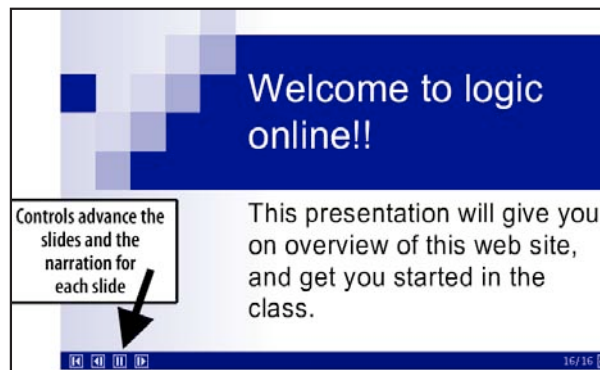 Welcome to logic
online!!
Controls advance the
slides and the
narration for
each slide
This presentation will give you
on overview of this web site,
and get you started in the
class.
16/16